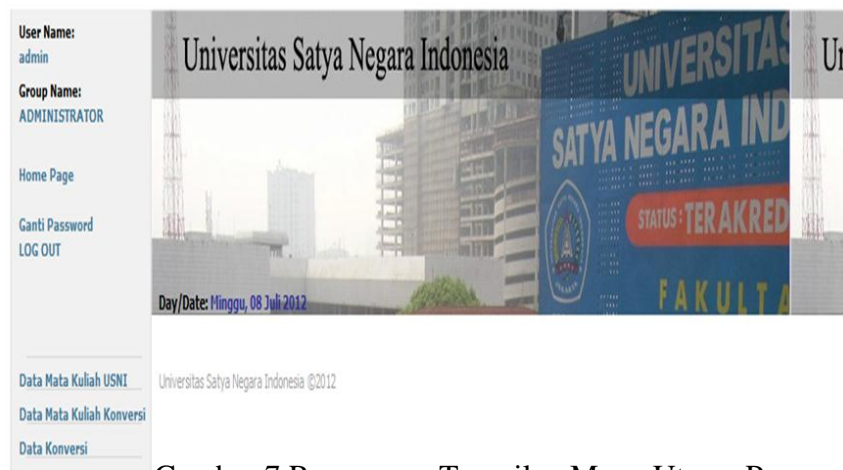 User Name:
admin
Group Name:
ADMINISTRATOR
Home Page
Ganti Password
LOG OUT
Data Mata Kuliah USNI
Data Mata Kuliah Konversi
Data Konversi
Universitas Satya Negara Indonesia
UNIVERSITAS
SATYA NEGARA IND
STATUS : TERAKRED
FAKULTA
Day/Date: Minggu, 08 Juli 2012
Universitas Satya Negara Indonesia ©2012